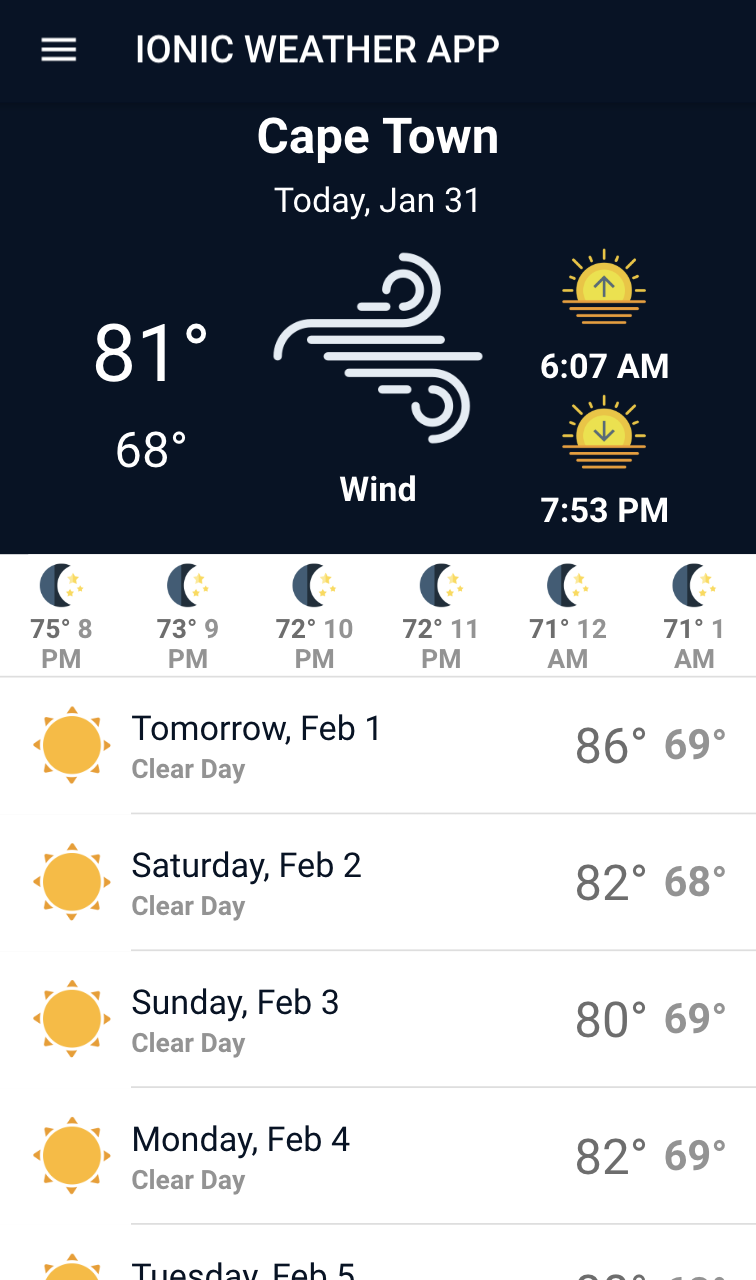 IONIC WEATHER APP
Cape Town
Today, Jan 31
81°
68°
Wind
6:07 AM
7:53 PM
75° 8
PM
73° 9
PM
72° 10
PM
72° 11
PM
71° 12
AM
71° 1
AM
Tomorrow, Feb 1
Clear Day
86° 69°
Saturday, Feb 2
Clear Day
82° 68°
Sunday, Feb 3
Clear Day
80° 69°
Monday, Feb 4
Clear Day
82° 69°
Tuesday, Feb 5